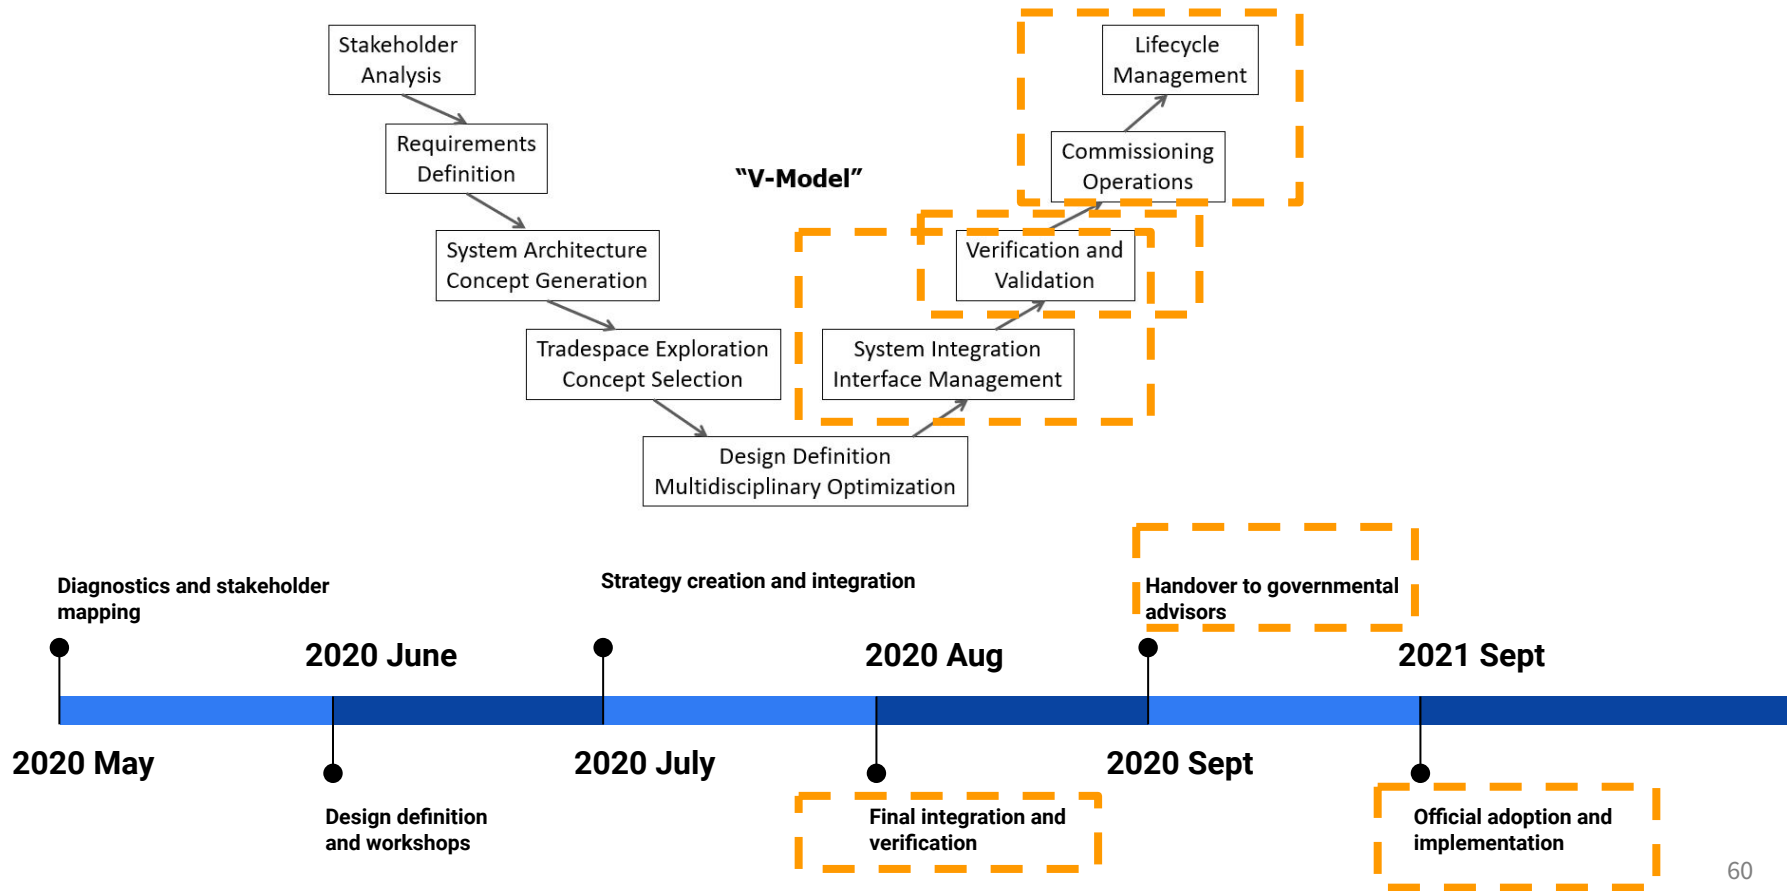 Stakeholder
Analysis
Requirements
Definition
System Architecture
Concept Generation
Tradespace Exploration
Concept Selection
Design Definition
Multidisciplinary Optimization
"V-Model"
Lifecycle
Management
Commissioning
Operations
Verification and
Validation
System Integration
Interface Management
Diagnostics and stakeholder
mapping
Strategy creation and integration
Handover to governmental
advisors
2020 June
2020 Aug
2021 Sept
2020 May
2020 July
2020 Sept
Design definition
and workshops
Final integration and
verification
Official adoption and
implementation
60